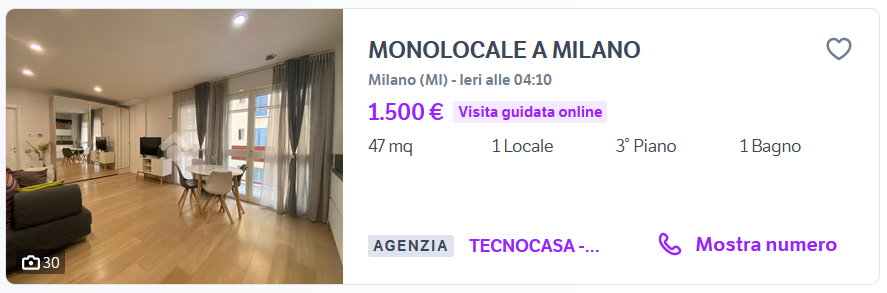 MONOLOCALE A MILANO
Milano (MI) - Ieri alle 04:10
1.500 € Visita guidata online
47 mq 1 Locale 3° Piano 1 Bagno
30 AGENZIA TECNOCASA -... Mostra numero